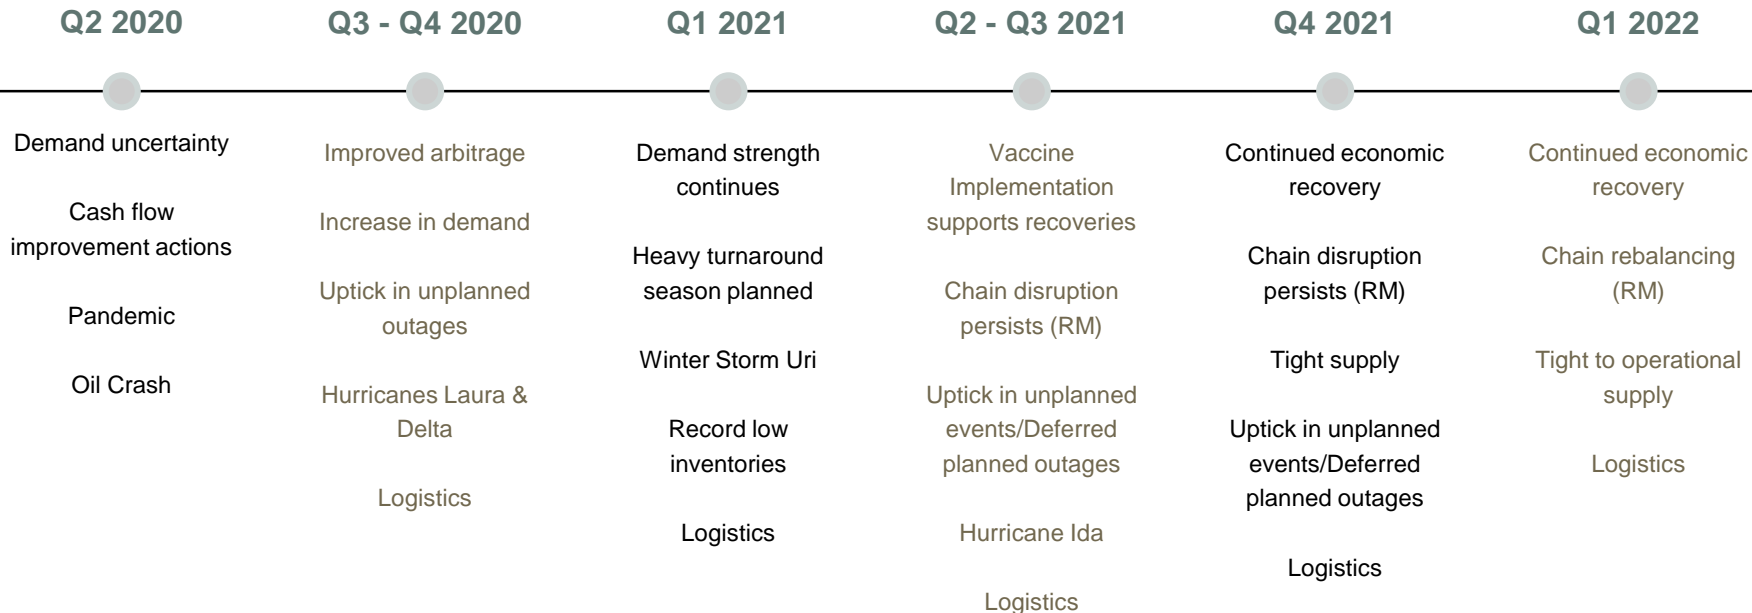 Q2 2020
Demand uncertainty
Cash flow
improvement actions
Pandemic
Oil Crash
Q3 - Q4 2020
Improved arbitrage
Increase in demand
Uptick in unplanned
outages
Hurricanes Laura &
Delta
Logistics
Q1 2021
Demand strength
continues
Heavy turnaround
season planned
Winter Storm Uri
Record low
inventories
Logistics
Q2 - Q3 2021
Vaccine
Implementation
supports recoveries
Chain disruption
persists (RM)
Uptick in unplanned
events/Deferred
planned outages
Hurricane Ida
Logistics
Q4 2021
Continued economic
recovery
Chain disruption
persists (RM)
Tight supply
Uptick in unplanned
events/Deferred
planned outages
Logistics
Q1 2022
Continued economic
recovery
Chain rebalancing
(RM)
Tight to operational
supply
Logistics